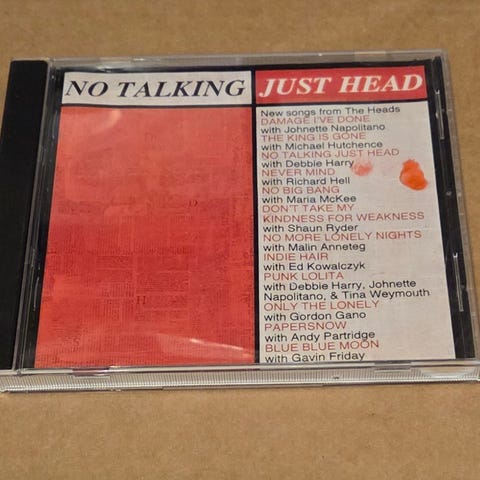 NO TALKING
JUST HEAD
New songs from The Heads
DAMAGE I'VE DONE
with Johnette Napolitano
THE KING IS GONE
with Michael Hutchence
NO TALKING JUST HEAD
with Debbie Harry
NEVER MIND
with Richard Hell
NO BIG BANG
with Maria McKee
DON'T TAKE MY
KINDNESS FOR WEAKNESS
with Shaun Ryder
NO MORE LONELY NIGHTS
with Malin Anneteg
INDIE HAIR
with Ed Kowalczyk
PUNK LOLITA
with Debbie Harry, Johnette
Napolitano, & Tina Weymouth
ONLY THE LONELY
with Gordon Gano
PAPERSNOW
with Andy Partridge
BLUE BLUE MOON
with Gavin Friday